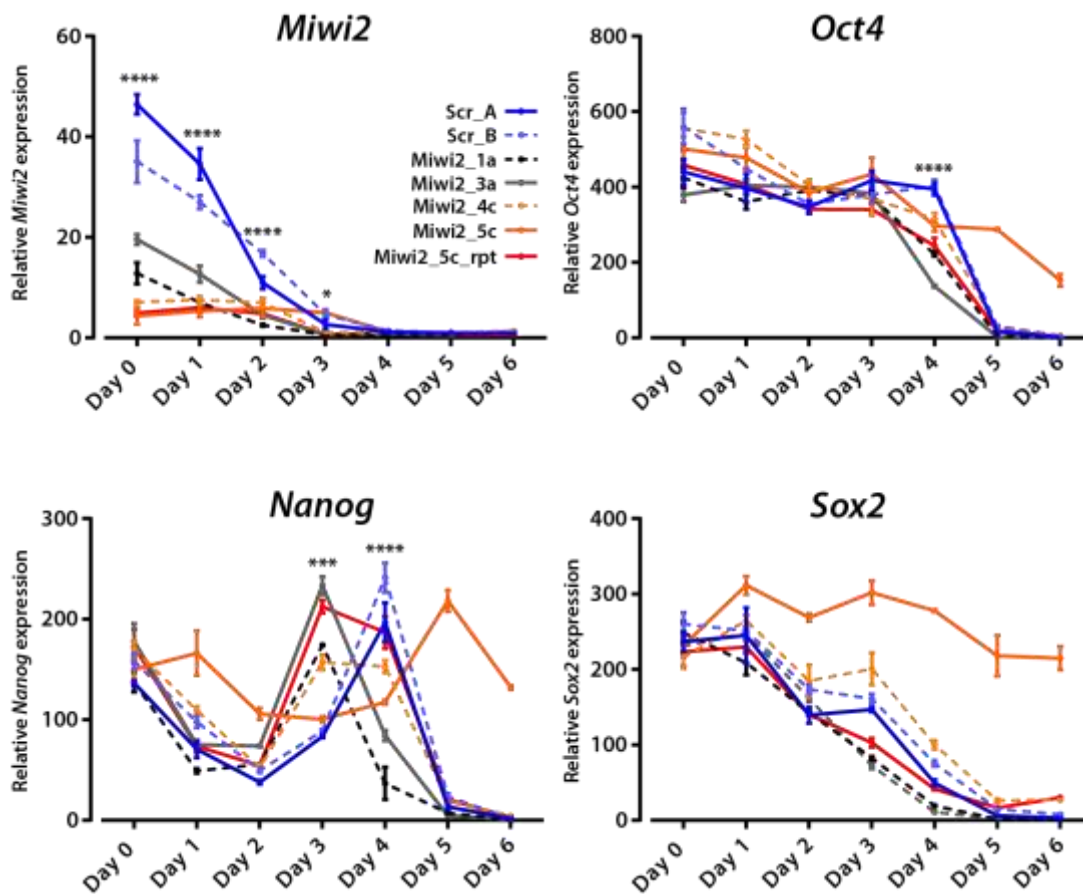 Miwi2
Relative Miwi2 expression
60
40
20
0
****
****
****
*
Scr_A
Scr_B
Miwi2_1a
Miwi2_3a
Miwi2_4c
Miwi2_5c
Miwi2_5c_rpt
Day 0
Day 1
Day 2
Day 3
Day 4
Day 5
Day 6
Oct4
Relative Oct4 expression
800
600
400
200
0
****
Day 0
Day 1
Day 2
Day 3
Day 4
Day 5
Day 6
Nanog
Relative Nanog expression
300
200
100
0
***
****
Day 0
Day 1
Day 2
Day 3
Day 4
Day 5
Day 6
Sox2
Relative Sox2 expression
400
300
200
100
0
Day 0
Day 1
Day 2
Day 3
Day 4
Day 5
Day 6